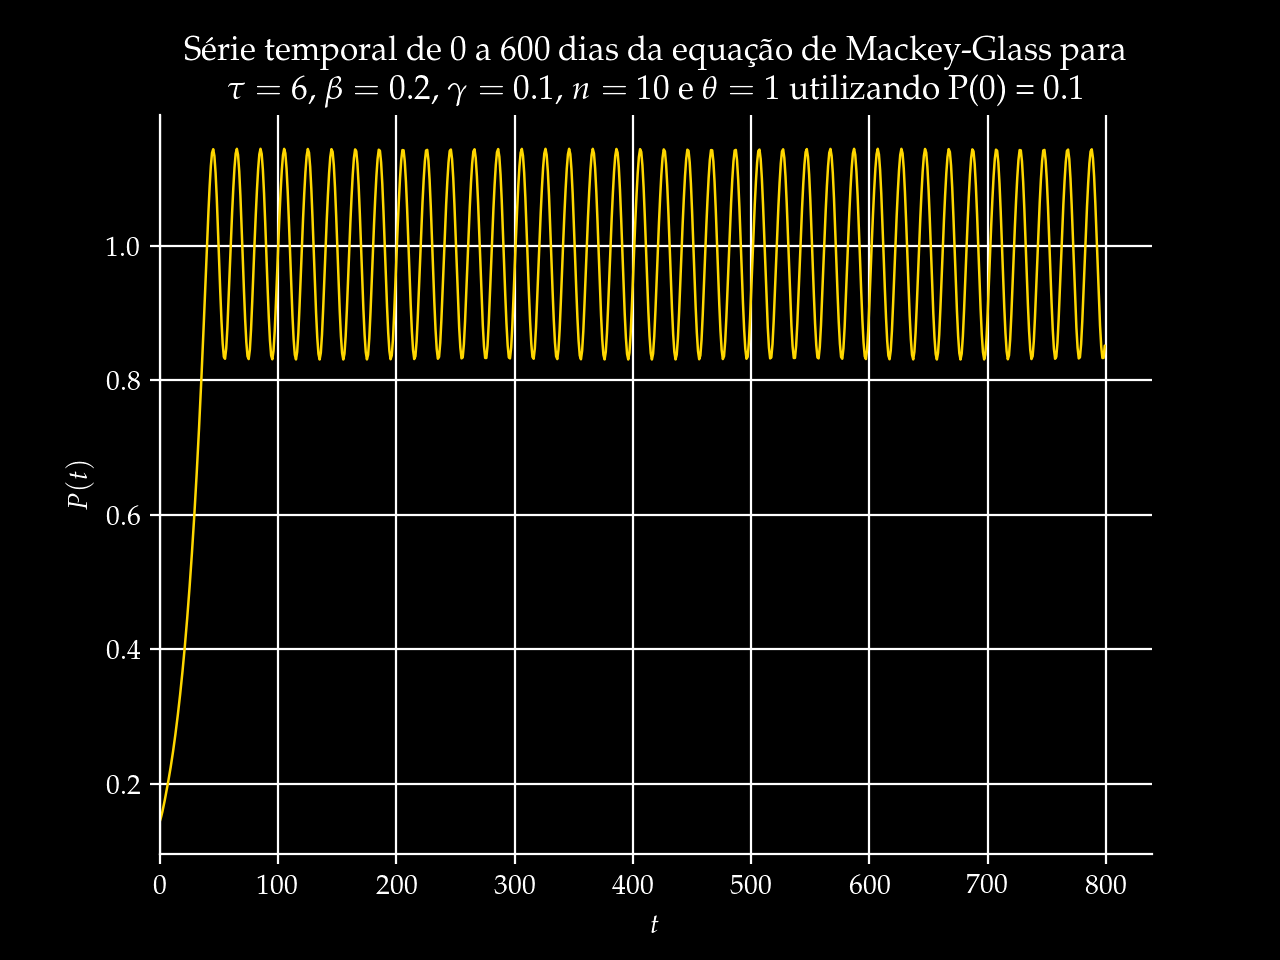 Série temporal de 0 a 600 dias da equação de Mackey-Glass para
τ = 6, β = 0.2, γ = 0.1, n = 10 e θ = 1 utilizando P(0) = 0.1
1.0
0.8
0.6
0.4
0.2
P(t)
0 100 200 300 400 500 600 700 800
t